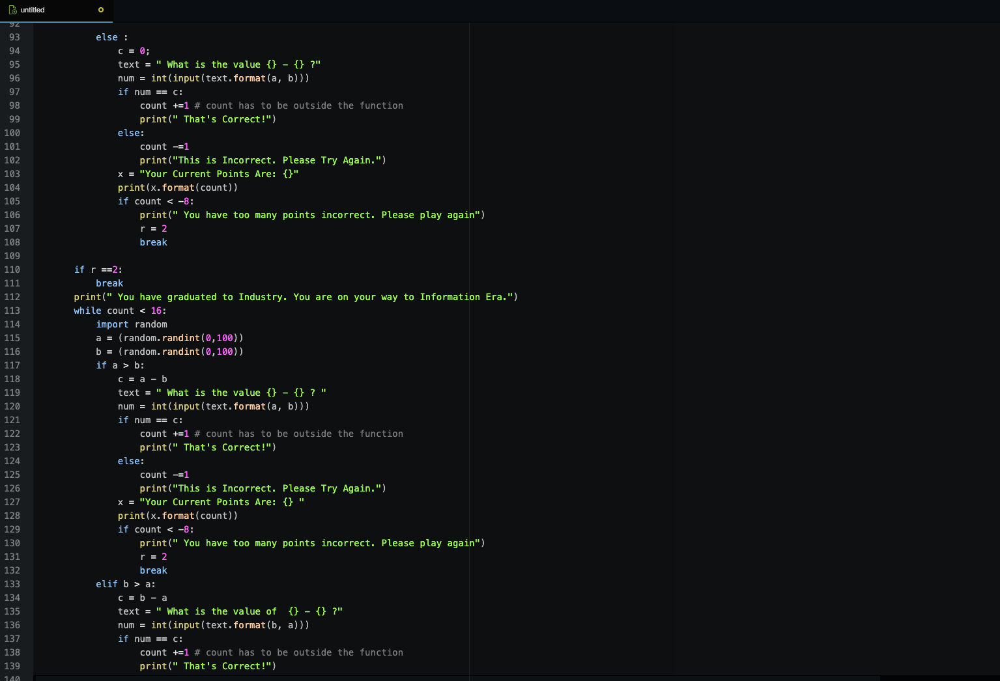 untitled
92
93 else :
94 c = 0;
95 text = " What is the value {} - {} ?"
96 num = int(input(text.format(a, b)))
97 if num == c:
98 count +=1 # count has to be outside the function
99 print(" That's Correct!")
100 else:
101 count -=1
102 print("This is Incorrect. Please Try Again.")
103 x = "Your Current Points Are: {}"
104 print(x.format(count))
105 if count < -8:
106 print(" You have too many points incorrect. Please play again")
107 r = 2
108 break
109
110 if r ==2:
111 break
112 print(" You have graduated to Industry. You are on your way to Information Era.")
113 while count < 16:
114 import random
115 a = (random.randint(0,100))
116 b = (random.randint(0,100))
117 if a > b:
118 c = a - b
119 text = " What is the value {} - {} ? "
120 num = int(input(text.format(a, b)))
121 if num == c:
122 count +=1 # count has to be outside the function
123 print(" That's Correct!")
124 else:
125 count -=1
126 print("This is Incorrect. Please Try Again.")
127 x = "Your Current Points Are: {} "
128 print(x.format(count))
129 if count < -8:
130 print(" You have too many points incorrect. Please play again")
131 r = 2
132 break
133 elif b > a:
134 c = b - a
135 text = " What is the value of  {} - {} ?"
136 num = int(input(text.format(b, a)))
137 if num == c:
138 count +=1 # count has to be outside the function
139 print(" That's Correct!")
140